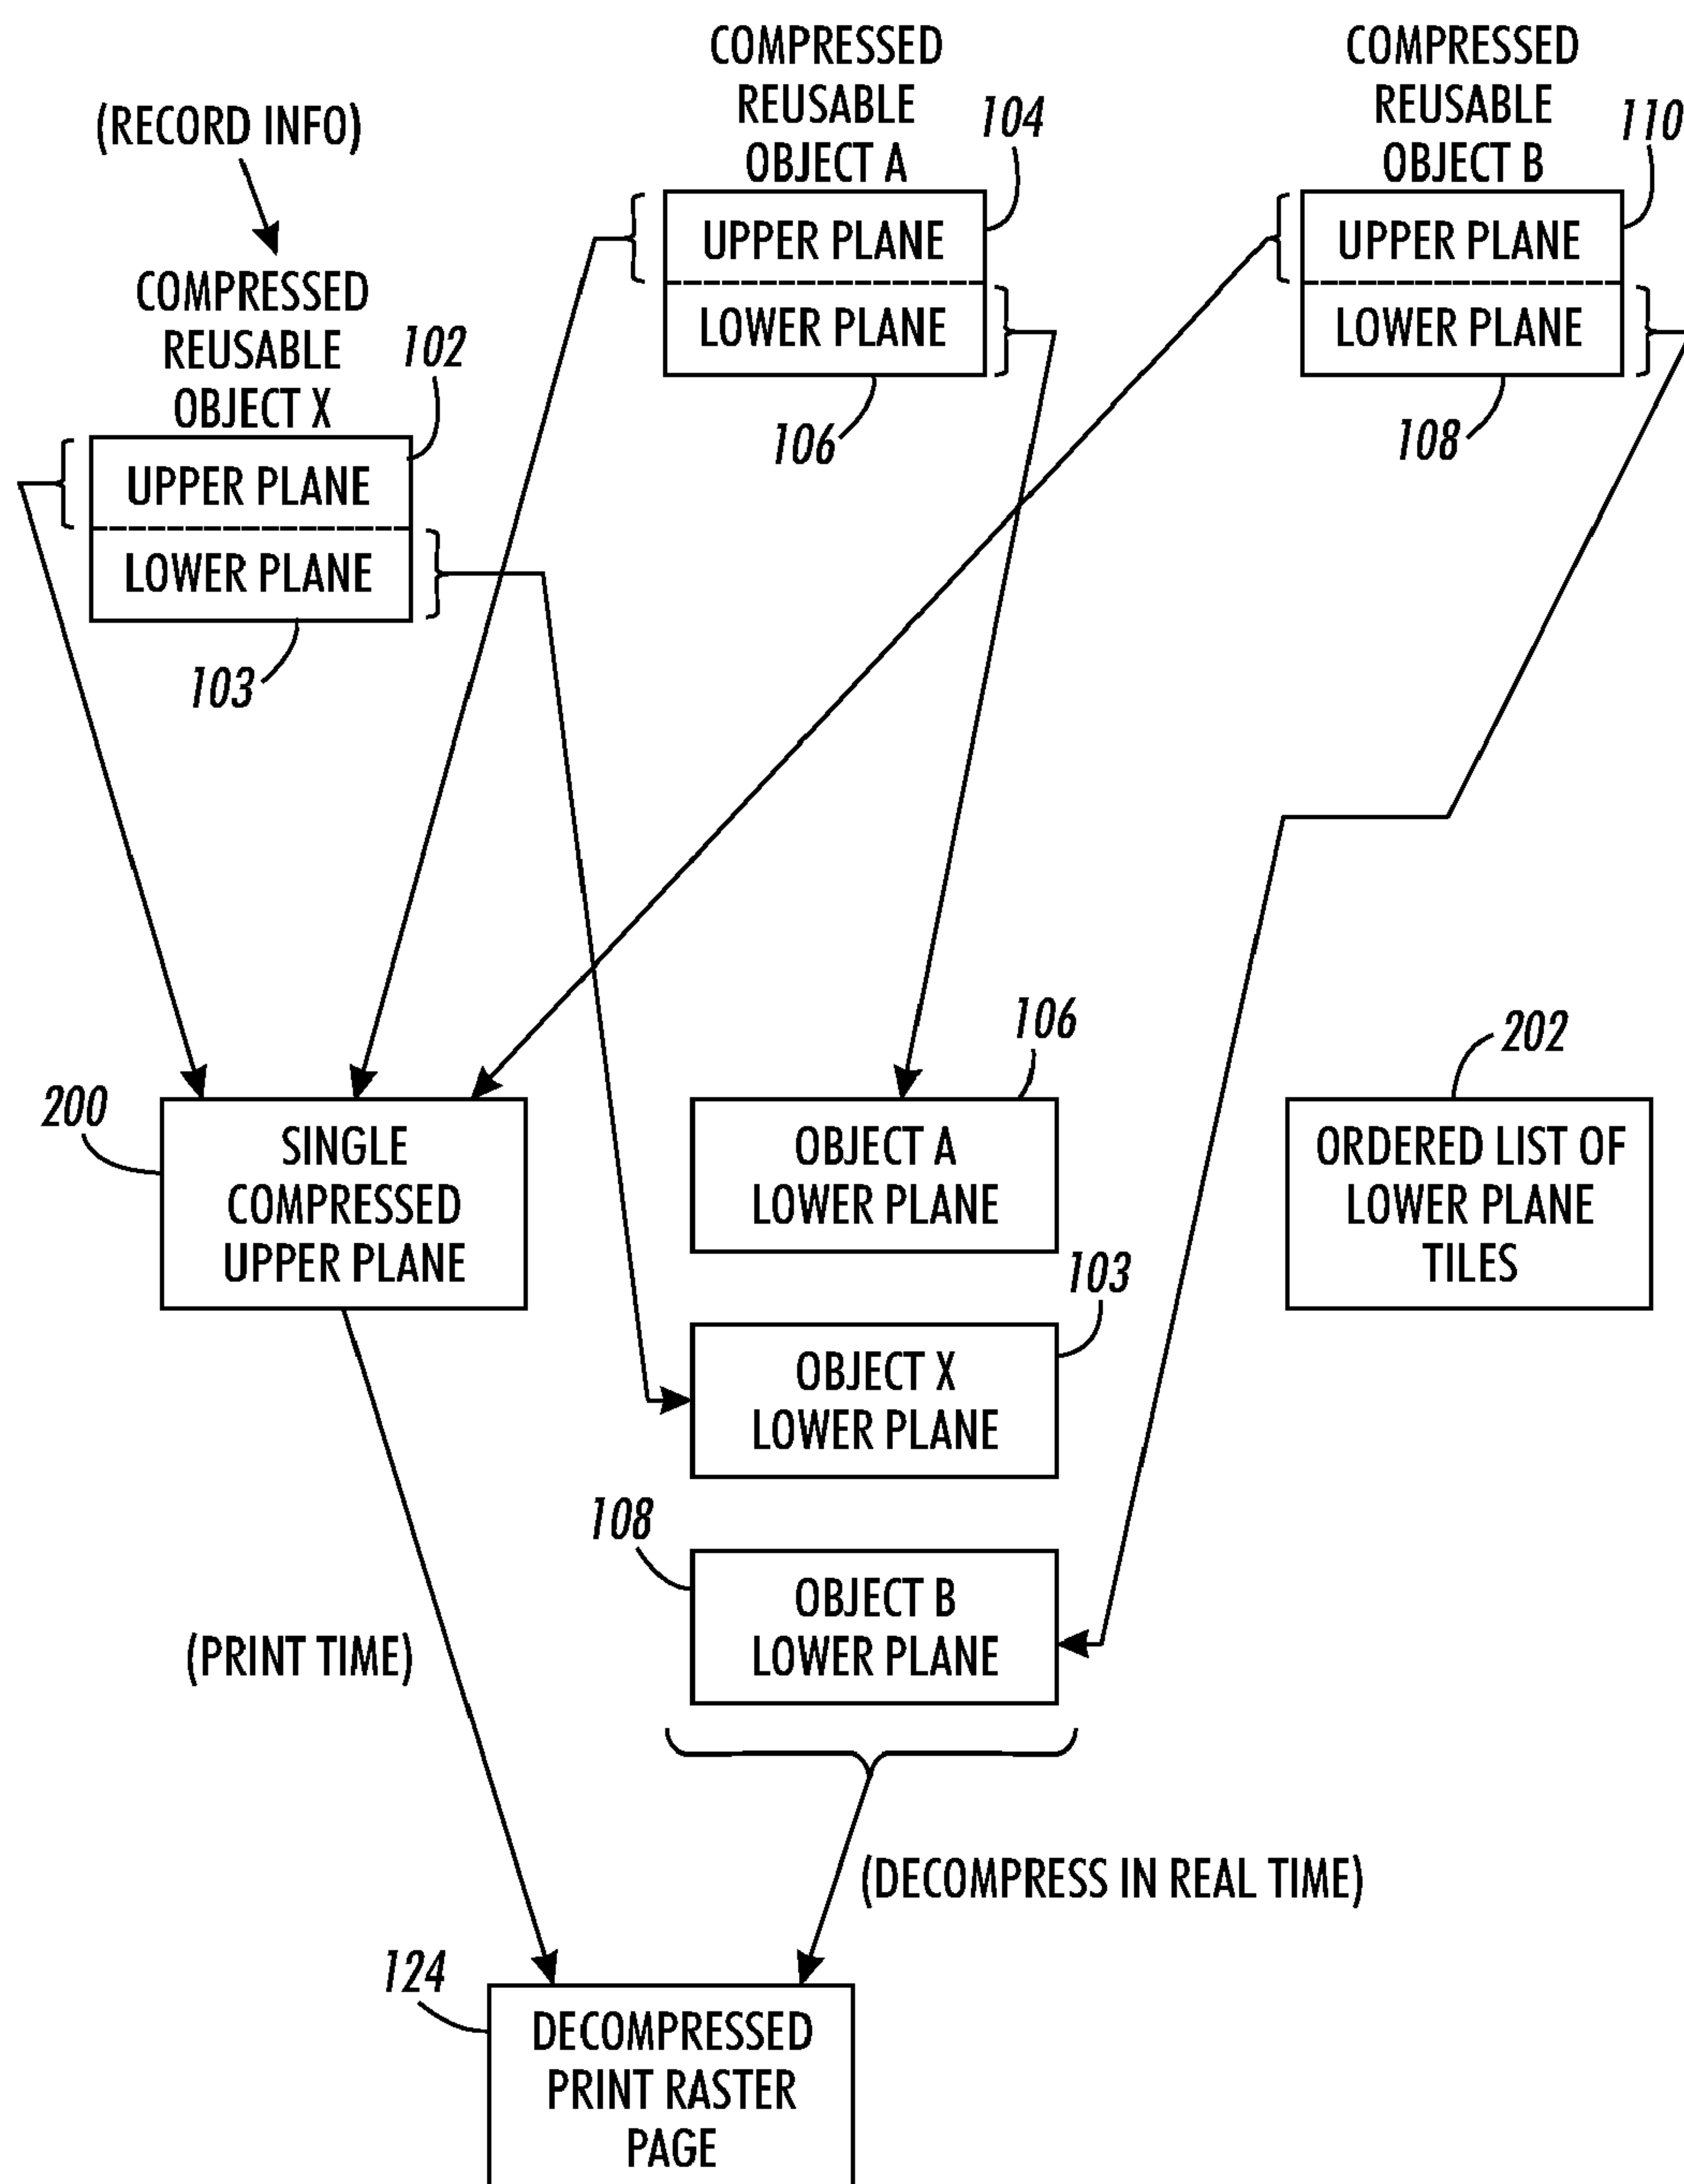 COMPRESSED
REUSABLE
OBJECT A
104
COMPRESSED
REUSABLE
OBJECT B
110
(RECORD INFO)
UPPER PLANE
LOWER PLANE
106
UPPER PLANE
LOWER PLANE
108
COMPRESSED
REUSABLE
OBJECT X
102
UPPER PLANE
LOWER PLANE
103
200
SINGLE
COMPRESSED
UPPER PLANE
106
OBJECT A
LOWER PLANE
202
ORDERED LIST OF
LOWER PLANE
TILES
103
OBJECT X
LOWER PLANE
108
OBJECT B
LOWER PLANE
(PRINT TIME)
(DECOMPRESS IN REAL TIME)
124
DECOMPRESSED
PRINT RASTER
PAGE